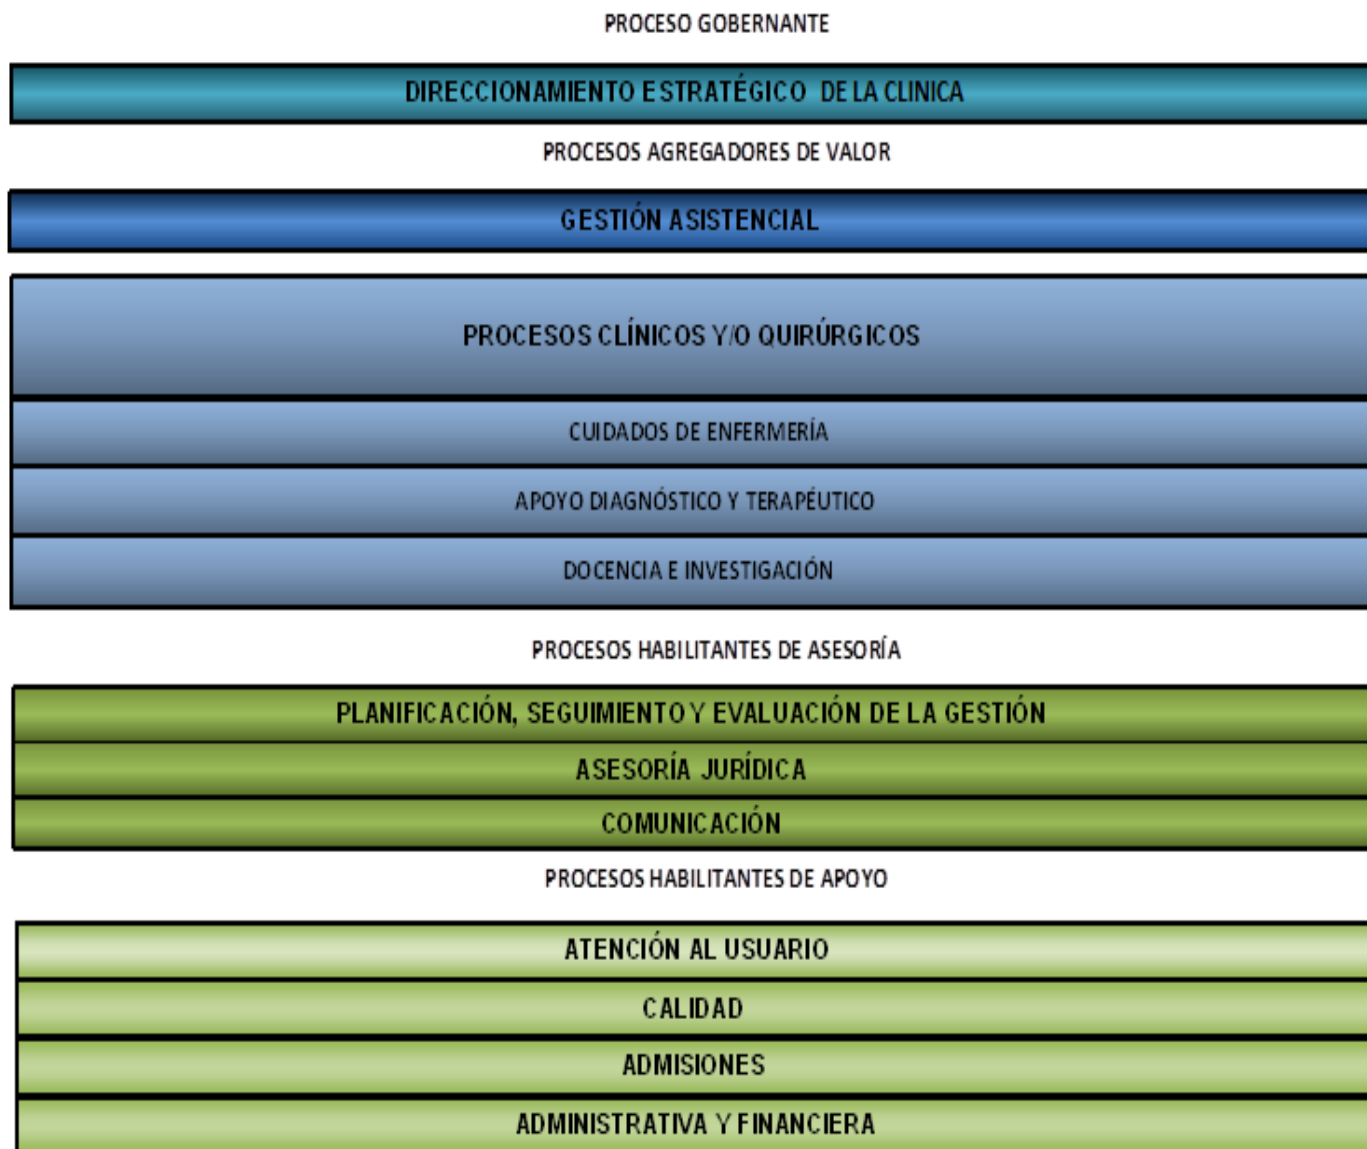 PROCESO GOBERNANTE
DIRECCIONAMIENTO ESTRATÉGICO DE LA CLINICA
PROCESOS AGREGADORES DE VALOR
GESTIÓN ASISTENCIAL
PROCESOS CLÍNICOS Y/O QUIRÚRGICOS
CUIDADOS DE ENFERMERÍA
APOYO DIAGNÓSTICO Y TERAPÉUTICO
DOCENCIA E INVESTIGACIÓN
PROCESOS HABILITANTES DE ASESORÍA
PLANIFICACIÓN, SEGUIMIENTO Y EVALUACIÓN DE LA GESTIÓN
ASESORÍA JURÍDICA
COMUNICACIÓN
PROCESOS HABILITANTES DE APOYO
ATENCIÓN AL USUARIO
CALIDAD
ADMISIONES
ADMINISTRATIVA Y FINANCIERA